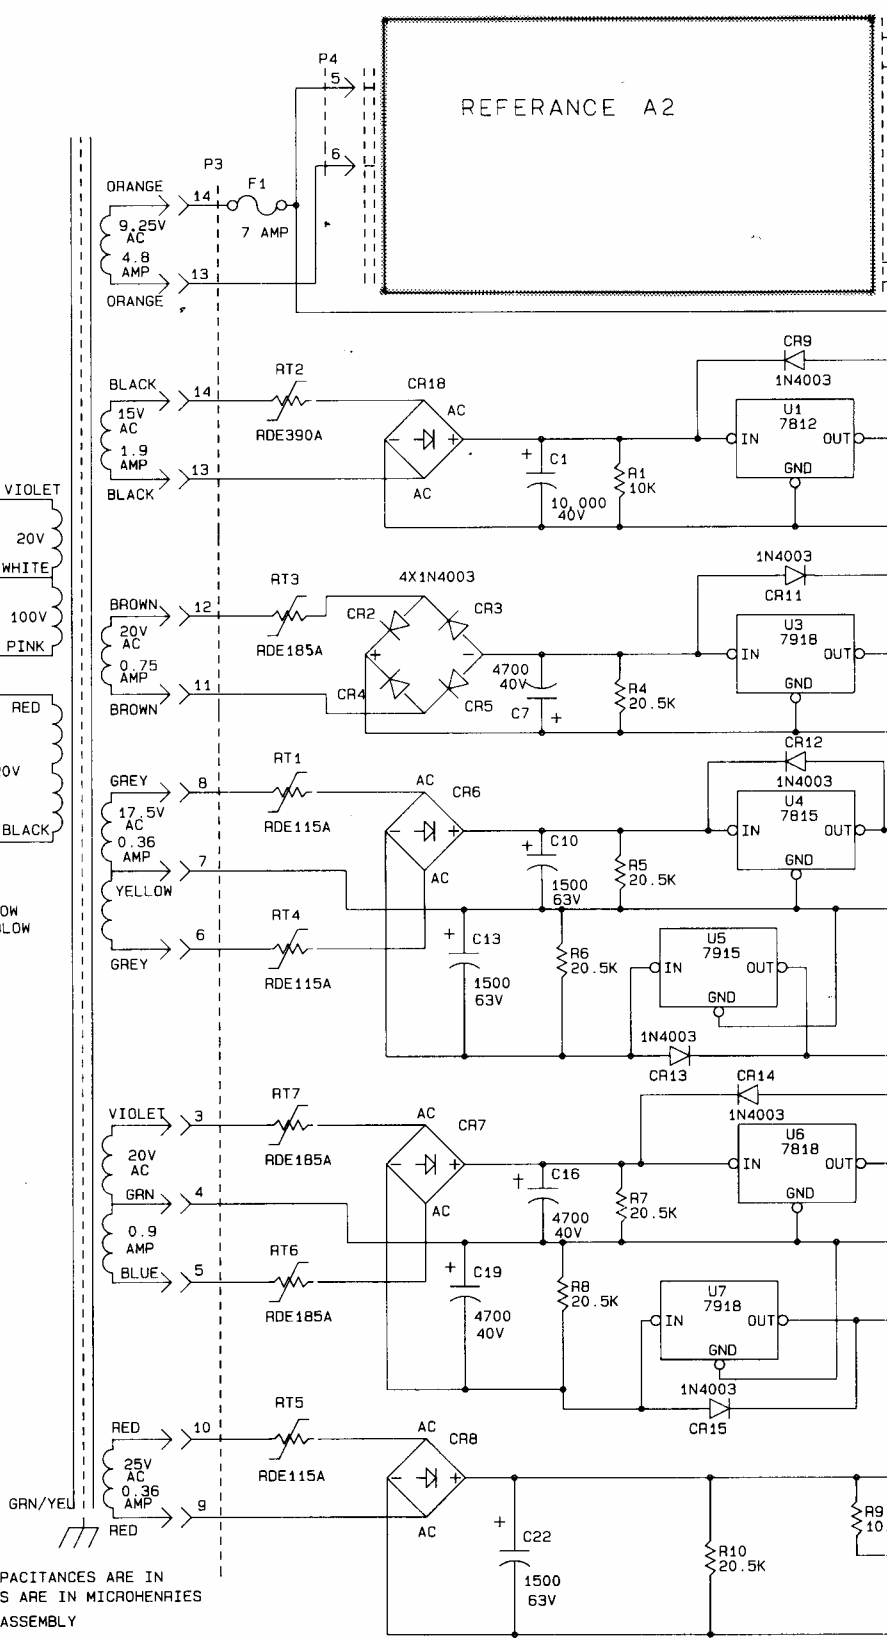 P4
5
6
REFERANCE A2
P3
ORANGE
14
F1
7 AMP
9.25V
AC
4.8
AMP
13
ORANGE
BLACK
14
RT2
RDE390A
CR18
AC
- +
AC
15V
AC
1.9
AMP
13
BLACK
+ C1
10,000
40V
R1
10K
CR9
1N4003
U1
7812
IN OUT
GND
VIOLET
20V
WHITE
100V
PINK
BROWN
12
RT3
RDE185A
4X1N4003
CR2 CR3
+ -
CR4 CR5
20V
AC
0.75
AMP
11
BROWN
4700
40V
C7 +
R4
20.5K
1N4003
CR11
U3
7918
IN OUT
GND
RED
0V
BLACK
GREY
8
RT1
RDE115A
AC
CR6
- +
AC
17.5V
AC
0.36
AMP
7
YELLOW
6
GREY
RT4
RDE115A
+ C10
1500
63V
R5
20.5K
CR12
1N4003
U4
7815
IN OUT
GND
OW
LOW
+ C13
1500
63V
R6
20.5K
U5
7915
IN OUT
GND
1N4003
CR13
VIOLET
3
RT7
RDE185A
AC
CR7
- +
AC
20V
AC
GRN
4
0.9
AMP
BLUE
5
RT6
RDE185A
+ C16
4700
40V
R7
20.5K
CR14
1N4003
U6
7818
IN OUT
GND
+ C19
4700
40V
R8
20.5K
U7
7918
IN OUT
GND
1N4003
CR15
RED
10
RT5
RDE115A
AC
CR8
- +
AC
25V
AC
0.36
AMP
9
RED
GRN/YEL
+ C22
1500
63V
R10
20.5K
R9
10.
PACITANCES ARE IN
S ARE IN MICROHENRIES
ASSEMBLY